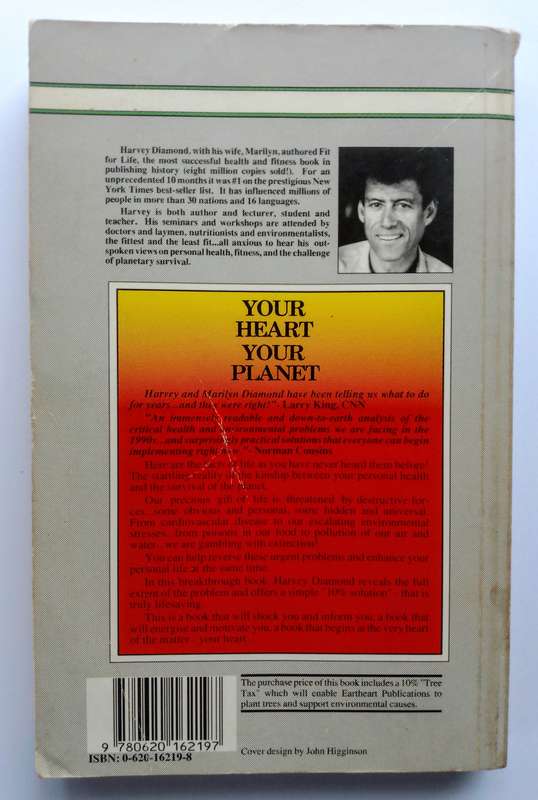 Harvey Diamond, with his wife, Marilyn, authored Fit
for Life, the most successful health and fitness book in
publishing history (eight million copies sold!). For an
unprecedented 10 months it was #1 on the prestigious New
York Times best-seller list. It has influenced millions of
people in more than 30 nations and 16 languages.
Harvey is both author and lecturer, student and
teacher. His seminars and workshops are attended by
doctors and laymen, nutritionists and environmentalists,
the fittest and the least fit...all anxious to hear his out-
spoken views on personal health, fitness, and the challenge
of planetary survival.
YOUR
HEART
YOUR
PLANET
Harvey and Marilyn Diamond have been telling us what to do
for years...and they were right!"- Larry King, CNN
"An immensely readable and down-to-earth analysis of the
critical health and environmental problems we are facing in the
1990s...and surprisingly practical solutions that everyone can begin
implementing right now."- Norman Cousins
Here are the facts of life as you have never heard them before!
The startling reality of the kinship between your personal health
and the survival of the planet.
Our precious gift of life is threatened by destructive for-
ces, some obvious and personal, some hidden and universal.
From cardiovascular disease to our escalating environmental
stresses, from poisons in our food to pollution of our air and
water - we are gambling with extinction!
You can help reverse these urgent problems and enhance your
personal life at the same time.
In this breakthrough book, Harvey Diamond reveals the full
extent of the problem and offers a simple "10% solution" - that is
truly lifesaving.
This is a book that will shock you and inform you, a book that
will energise and motivate you, a book that begins at the very heart
of the matter - your heart...
The purchase price of this book includes a 10% "Tree
Tax" which will enable Eartheart Publications to
plant trees and support environmental causes.
9 780620 162197
ISBN: 0-620-16219-8
Cover design by John Higginson